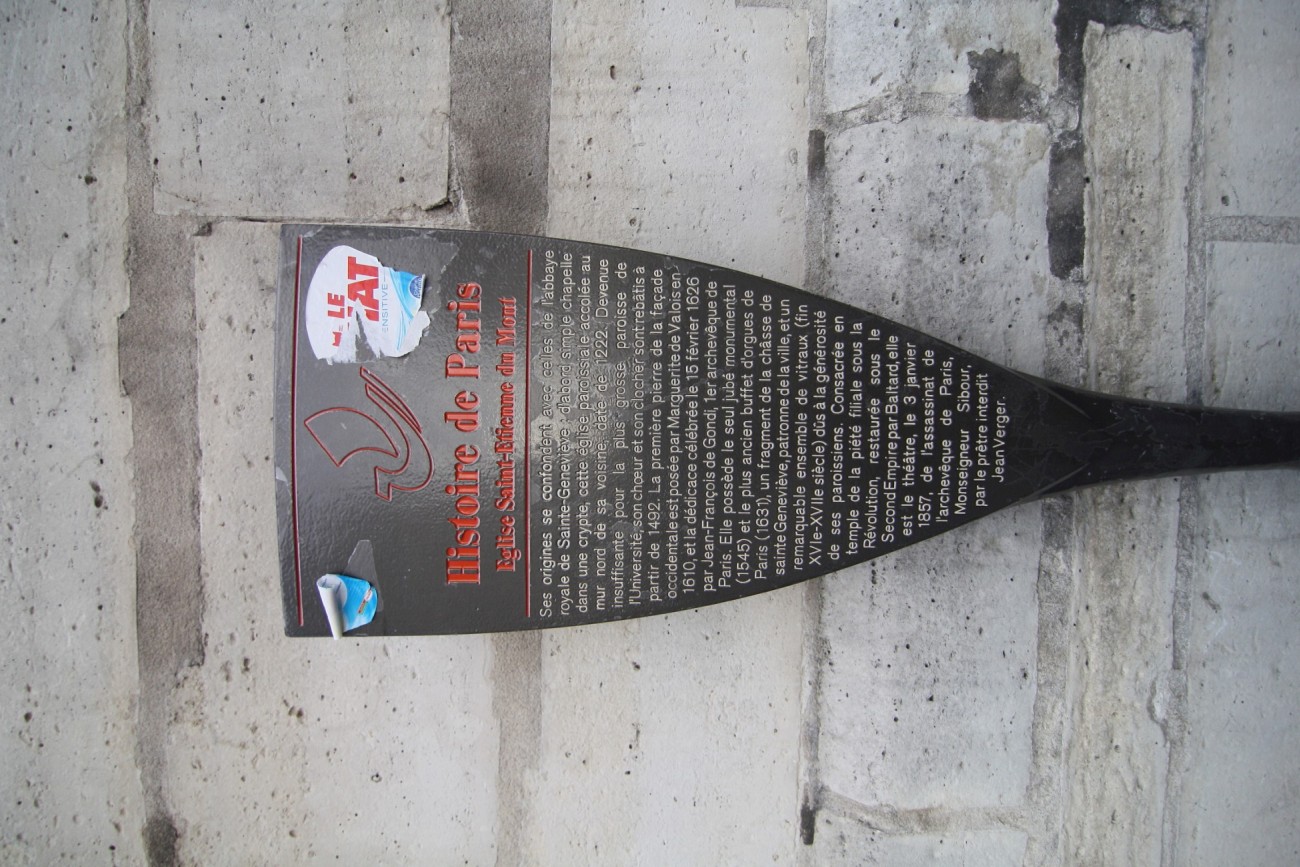 LE
CAT
SENSITIVE
Histoire de Paris
Eglise Saint-Etienne du Mont
Ses origines se confondent avec celles de l'abbaye
royale de Sainte-Geneviève : d'abord simple chapelle
dans une crypte, cette église paroissiale accolée au
mur nord de sa voisine, date de 1222. Devenue
insuffisante pour la plus grosse paroisse de
l'Université, son chœur et son clocher sont rebâtis à
partir de 1492. La première pierre de la façade
occidentale est posée par Marguerite de Valois en
1610, et la dédicace célébrée le 15 février 1626
par Jean-François de Gondi, 1er archevêque de
Paris. Elle possède le seul jubé monumental
(1545) et le plus ancien buffet d'orgues de
Paris (1631), un fragment de la châsse de
sainte Geneviève, patronne de la ville, et un
remarquable ensemble de vitraux (fin
XVIe-XVIIe siècle) dûs à la générosité
de ses paroissiens. Consacrée en
temple de la piété filiale sous la
Révolution, restaurée sous le
Second Empire par Baltard, elle
est le théâtre, le 3 janvier
1857, de l'assassinat de
l'archevêque de Paris,
Monseigneur Sibour,
par le prêtre interdit
Jean Verger.